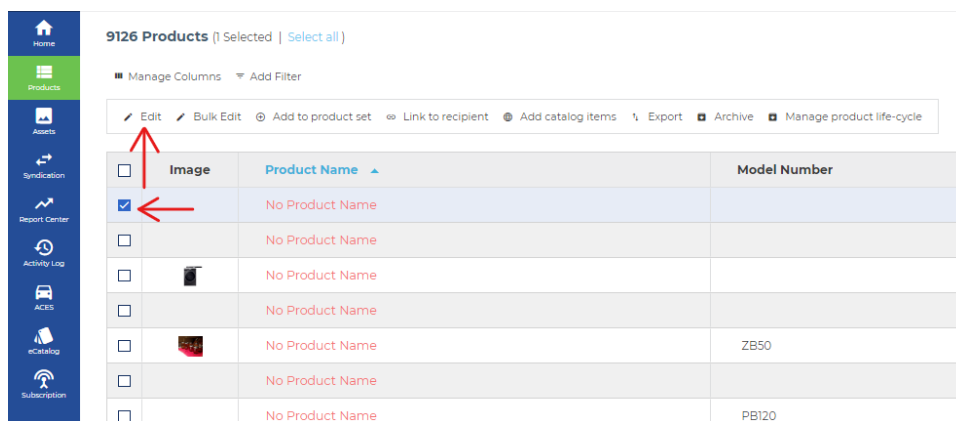 Home
Products
Assets
Syndication
Report Center
Activity Log
ACES
eCatalog
Subscription
9126 Products (1 Selected | Select all )
Manage Columns Add Filter
Edit Bulk Edit Add to product set Link to recipient Add catalog items Export Archive Manage product life-cycle
Image Product Name Model Number
No Product Name
No Product Name
No Product Name
No Product Name
No Product Name ZB50
No Product Name
No Product Name PB120